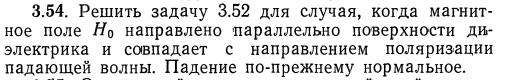 3.54. Решить задачу 3.52 для случая, когда магнит-
ное поле H₀ направлено параллельно поверхности ди-
электрика и совпадает с направлением поляризации
падающей волны. Падение по-прежнему нормальное.